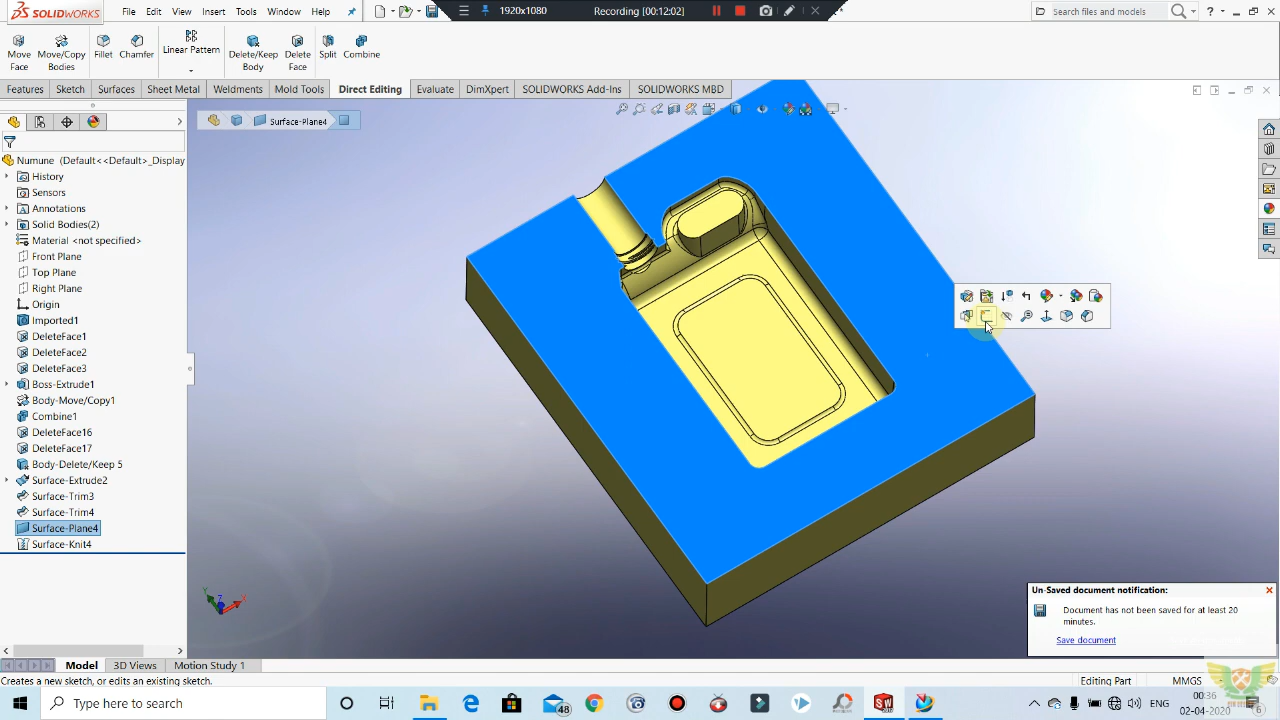 SOLIDWORKS
File Edit View Insert Tools Window Help
1920x1080 Recording [00:12:02]
Search files and models
Move Face
Move/Copy Bodies
Fillet
Chamfer
Linear Pattern
Delete/Keep Body
Delete Face
Split
Combine
Features Sketch Surfaces Sheet Metal Weldments Mold Tools Direct Editing Evaluate DimXpert SOLIDWORKS Add-Ins SOLIDWORKS MBD
Surface-Plane4
Numune (Default<<Default>_Display
History
Sensors
Annotations
Solid Bodies(2)
Material <not specified>
Front Plane
Top Plane
Right Plane
Origin
Imported1
DeleteFace1
DeleteFace2
DeleteFace3
Boss-Extrude1
Body-Move/Copy1
Combine1
DeleteFace16
DeleteFace17
Body-Delete/Keep 5
Surface-Extrude2
Surface-Trim3
Surface-Trim4
Surface-Plane4
Surface-Knit4
Un-Saved document notification:
Document has not been saved for at least 20
minutes.
Save document
Model 3D Views Motion Study 1
Creates a new sketch, or edits an existing sketch.
Editing Part MMGS
Type here to search
48
ENG
00:36
02-04-2020
6